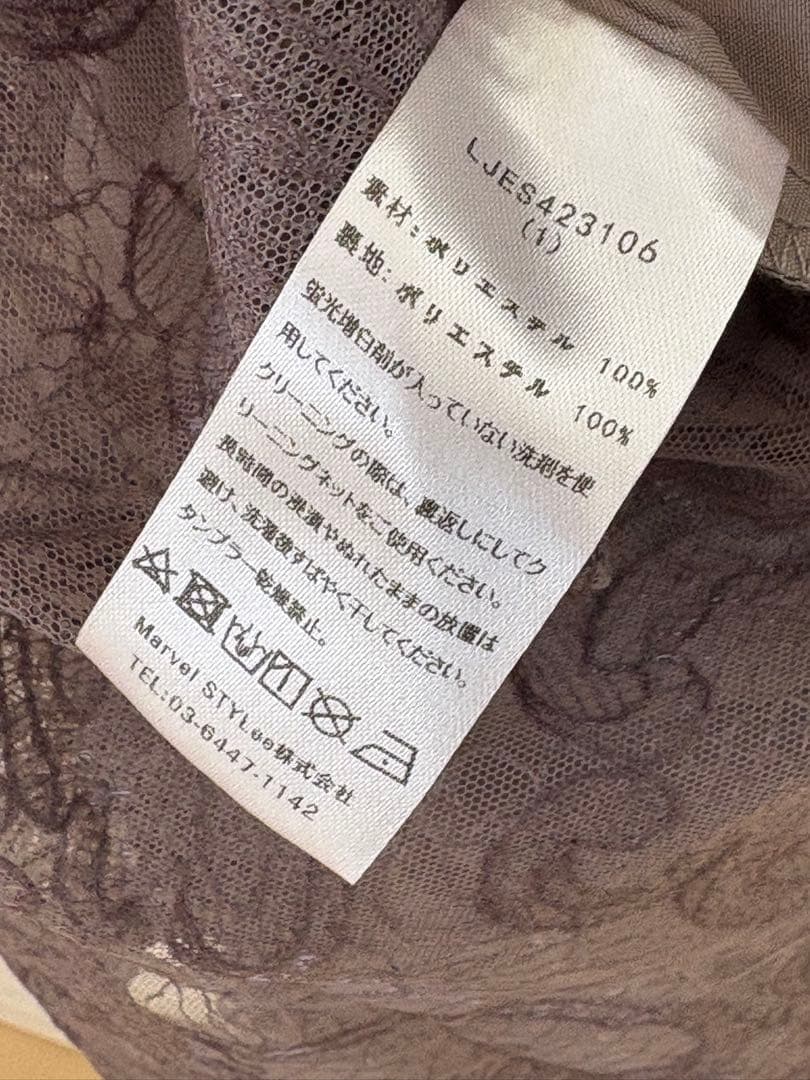 LJES423106
(1)
素材: ポリエステル 100%
裏地: ポリエステル 100%
蛍光増白剤が入っていない洗剤を使
用してください。
クリーニングの際は、裏返しにしてク
リーニングネットをご使用ください。
長時間の浸漬やぬれたままの放置は
避け、洗濯後すばやく干してください。
タンブラー乾燥禁止。
Marvel STYLee株式会社
TEL:03-6447-1142